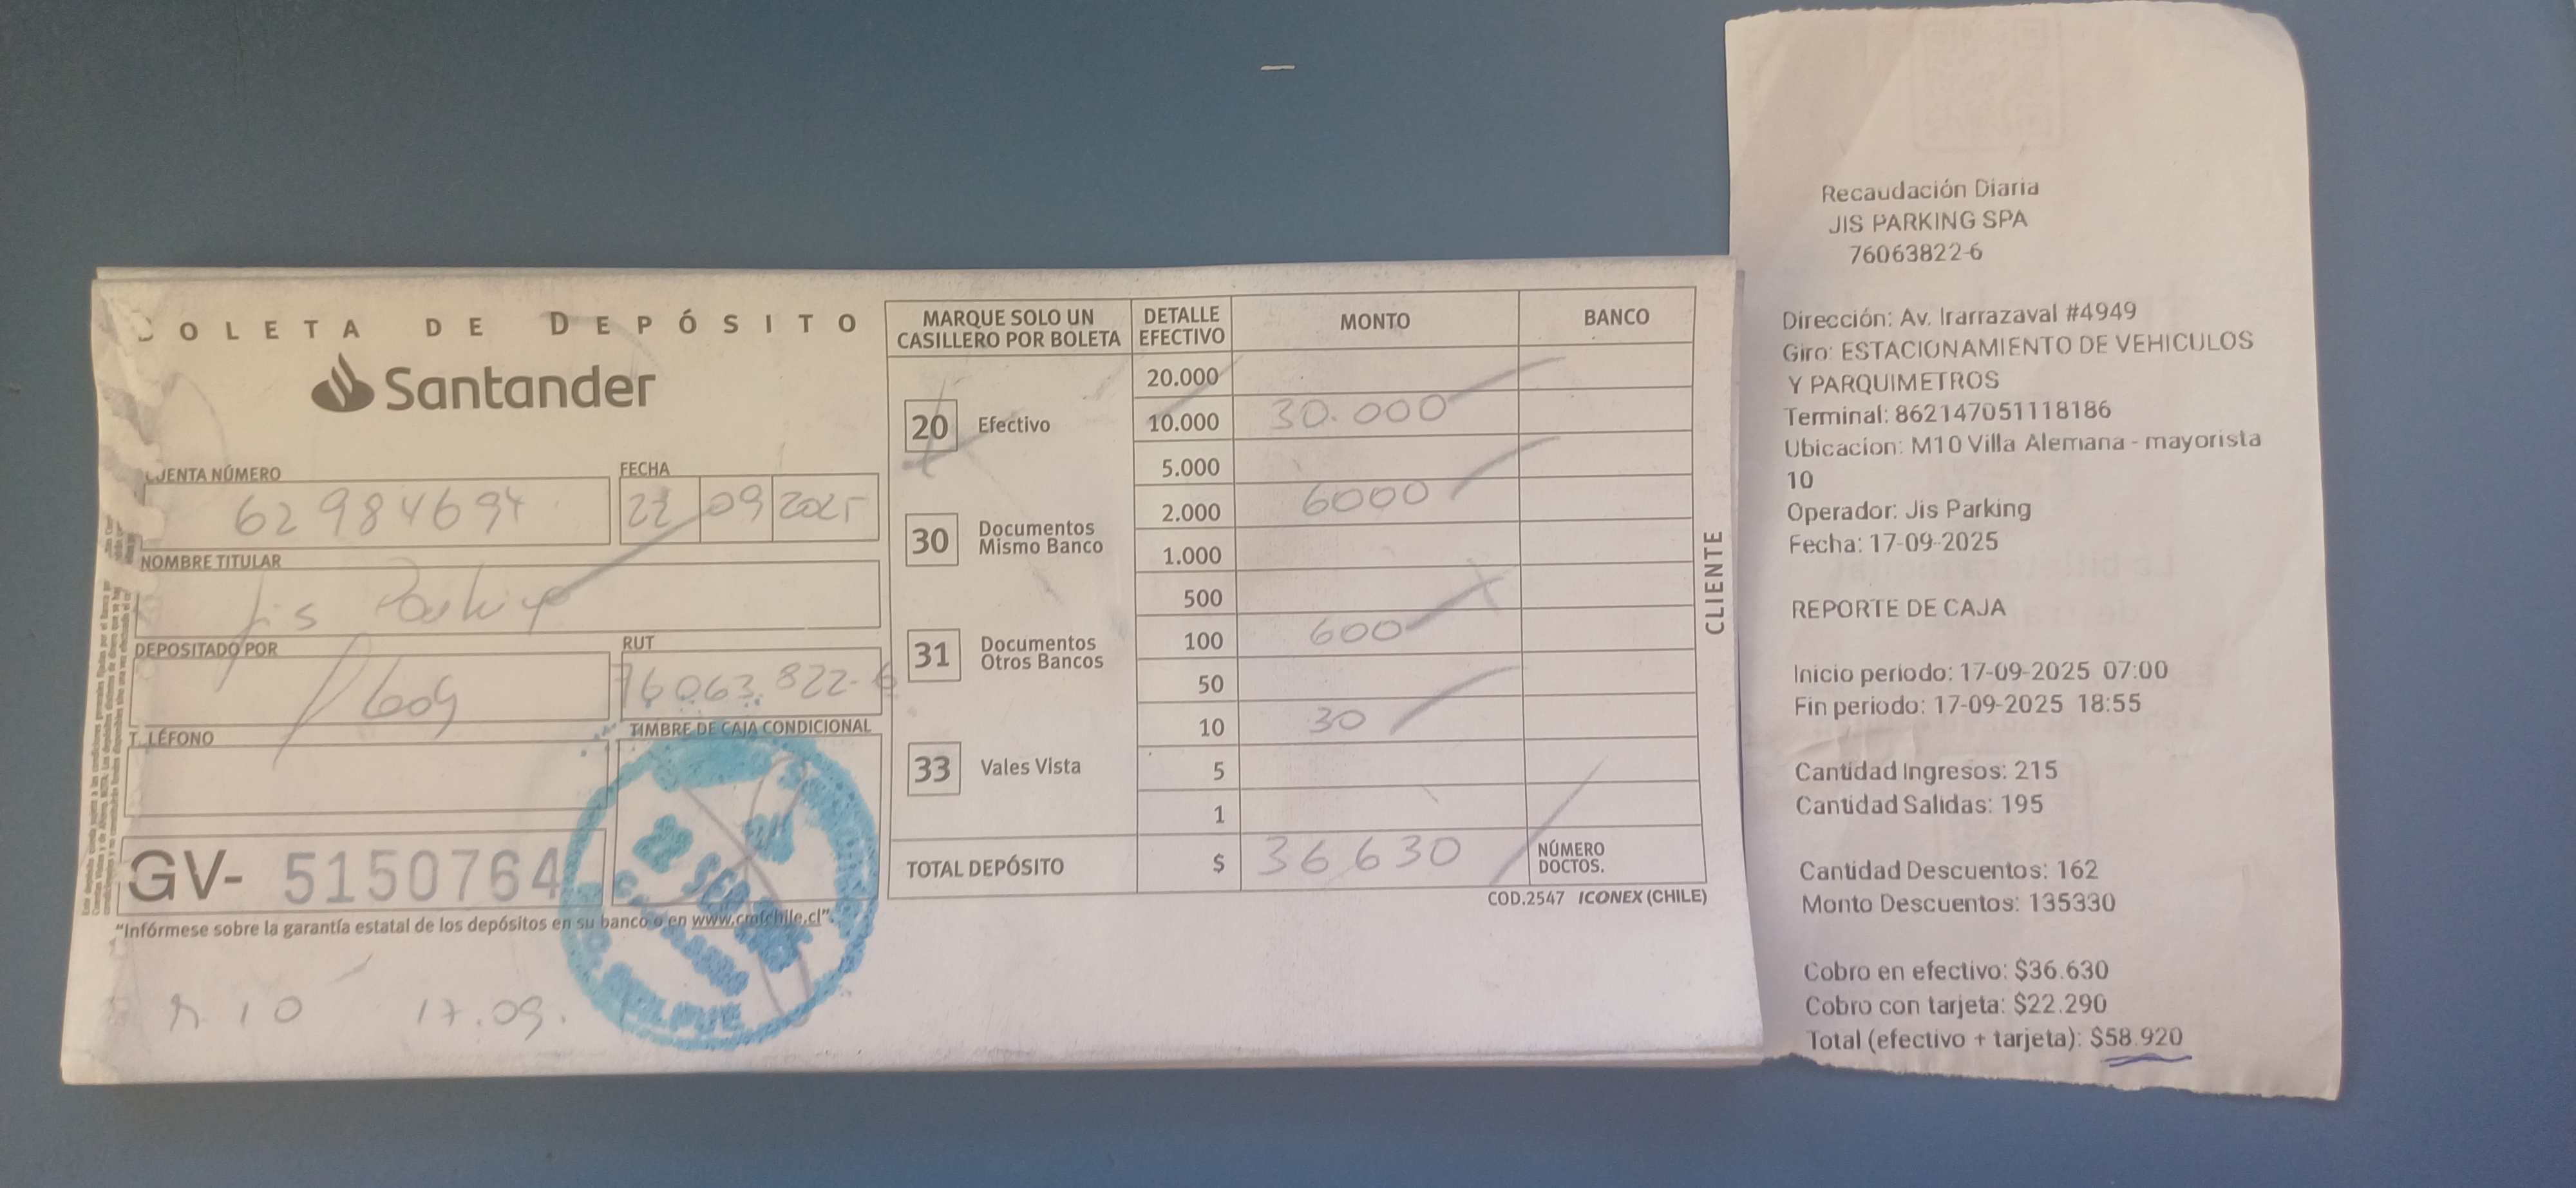 BOLETA DE DEPÓSITO
Santander
CUENTA NÚMERO
62984694
FECHA
22 09 2025
NOMBRE TITULAR
Jis Parking
DEPOSITADO POR
RUT
76063.822-6
TELÉFONO
TIMBRE DE CAJA CONDICIONAL
GV- 5150764
"Infórmese sobre la garantía estatal de los depósitos en su banco o en www.cmfchile.cl".
22 SEP
M 10 17.09.
MARQUE SOLO UN CASILLERO POR BOLETA
20 Efectivo
30 Documentos Mismo Banco
31 Documentos Otros Bancos
33 Vales Vista
DETALLE EFECTIVO MONTO BANCO
20.000
10.000 30.000
5.000
2.000 6000
1.000
500
100 600
50
10 30
5
1
TOTAL DEPÓSITO $ 36630 NÚMERO DOCTOS.
COD.2547 ICONEX (CHILE)
CLIENTE
Recaudación Diaria
JIS PARKING SPA
76063822-6
Dirección: Av. Irarrazaval #4949
Giro: ESTACIONAMIENTO DE VEHICULOS
Y PARQUIMETROS
Terminal: 862147051118186
Ubicacion: M10 Villa Alemana - mayorista
10
Operador: Jis Parking
Fecha: 17-09-2025
REPORTE DE CAJA
Inicio periodo: 17-09-2025 07:00
Fin periodo: 17-09-2025 18:55
Cantidad Ingresos: 215
Cantidad Salidas: 195
Cantidad Descuentos: 162
Monto Descuentos: 135330
Cobro en efectivo: $36.630
Cobro con tarjeta: $22.290
Total (efectivo + tarjeta): $58.920